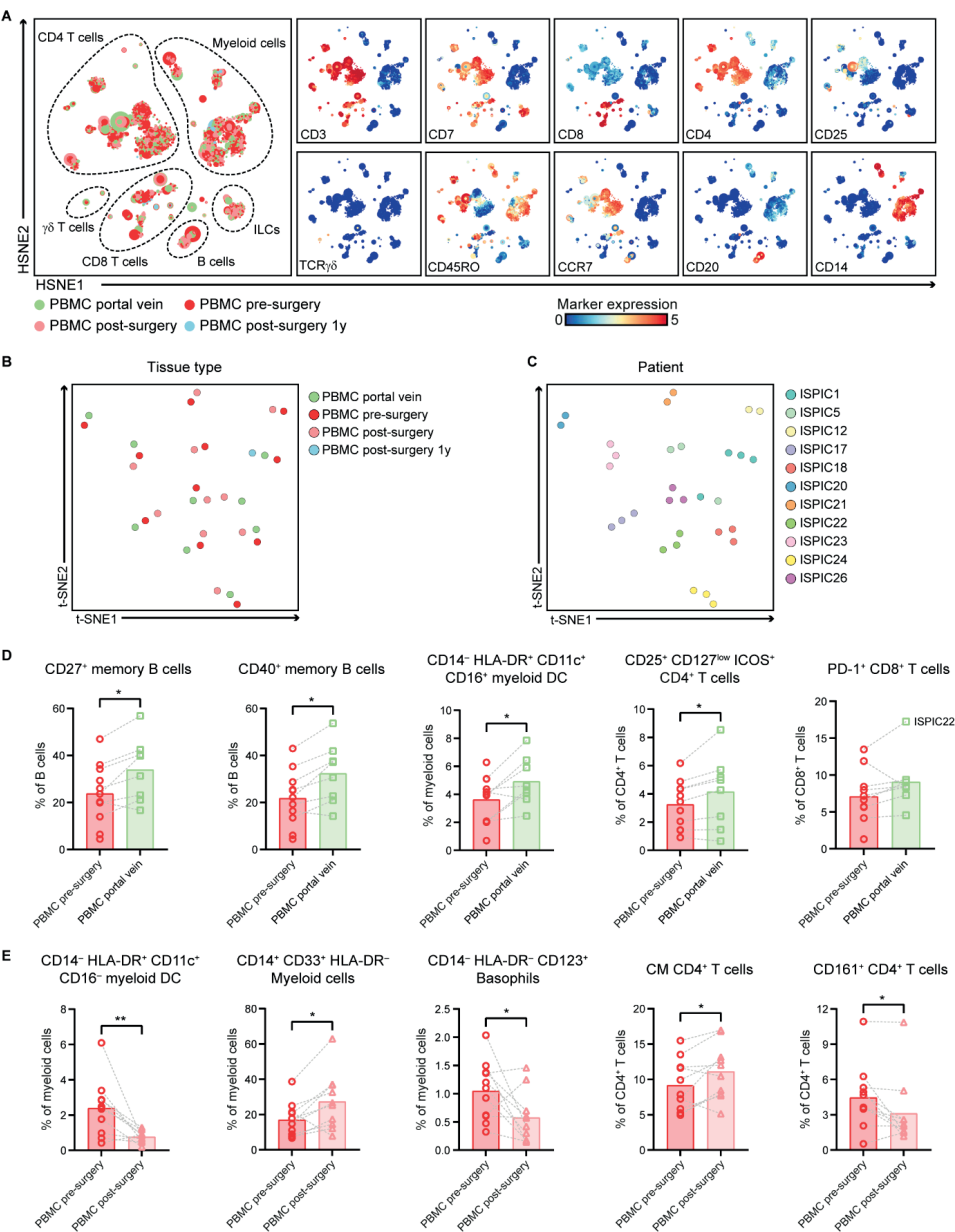 A
HSNE2
CD4 T cells
Myeloid cells
γδ T cells
CD8 T cells
B cells
ILCs
CD3
CD7
CD8
CD4
CD25
TCRγδ
CD45RO
CCR7
CD20
CD14
HSNE1
PBMC portal vein
PBMC pre-surgery
PBMC post-surgery
PBMC post-surgery 1y
Marker expression
0
5
B
Tissue type
t-SNE2
t-SNE1
PBMC portal vein
PBMC pre-surgery
PBMC post-surgery
PBMC post-surgery 1y
C
Patient
t-SNE2
t-SNE1
ISPIC1
ISPIC5
ISPIC12
ISPIC17
ISPIC18
ISPIC20
ISPIC21
ISPIC22
ISPIC23
ISPIC24
ISPIC26
D
CD27⁺ memory B cells
% of B cells
60
40
20
0
*
PBMC pre-surgery
PBMC portal vein
CD40⁺ memory B cells
% of B cells
60
40
20
0
*
PBMC pre-surgery
PBMC portal vein
CD14⁻ HLA-DR⁺ CD11c⁺
CD16⁺ myeloid DC
% of myeloid cells
10
8
6
4
2
0
*
PBMC pre-surgery
PBMC portal vein
CD25⁺ CD127ˡᵒʷ ICOS⁺
CD4⁺ T cells
% of CD4⁺ T cells
10
8
6
4
2
0
*
PBMC pre-surgery
PBMC portal vein
PD-1⁺ CD8⁺ T cells
% of CD8⁺ T cells
20
15
10
5
0
ISPIC22
PBMC pre-surgery
PBMC portal vein
E
CD14⁻ HLA-DR⁺ CD11c⁺
CD16⁻ myeloid DC
% of myeloid cells
8
6
4
2
0
**
PBMC pre-surgery
PBMC post-surgery
CD14⁺ CD33⁺ HLA-DR⁻
Myeloid cells
% of myeloid cells
80
60
40
20
0
*
PBMC pre-surgery
PBMC post-surgery
CD14⁻ HLA-DR⁻ CD123⁺
Basophils
% of myeloid cells
2.5
2.0
1.5
1.0
0.5
0.0
*
PBMC pre-surgery
PBMC post-surgery
CM CD4⁺ T cells
% of CD4⁺ T cells
20
15
10
5
0
*
PBMC pre-surgery
PBMC post-surgery
CD161⁺ CD4⁺ T cells
% of CD4⁺ T cells
12
9
6
3
0
*
PBMC pre-surgery
PBMC post-surgery